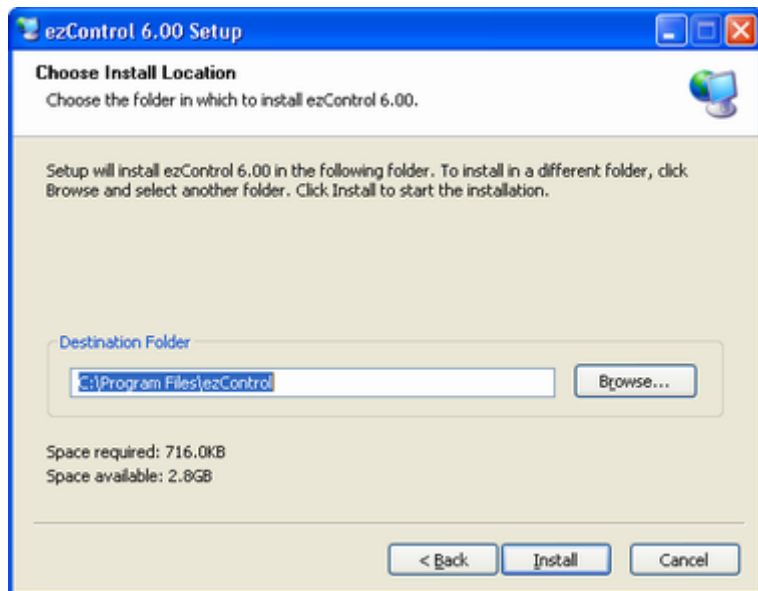 ezControl 6.00 Setup
Choose Install Location
Choose the folder in which to install ezControl 6.00.
Setup will install ezControl 6.00 in the following folder. To install in a different folder, click
Browse and select another folder. Click Install to start the installation.
Destination Folder
C:\Program Files\ezControl
Browse...
Space required: 716.0KB
Space available: 2.8GB
< Back
Install
Cancel